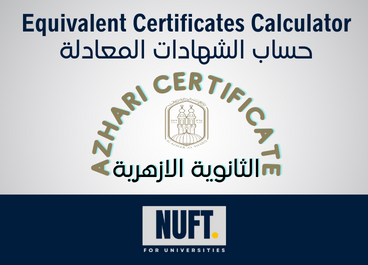 Equivalent Certificates Calculator
حساب الشهادات المعادلة
AZHARI CERTIFICATE
الثانوية الازهرية
NUFT.
FOR UNIVERSITIES